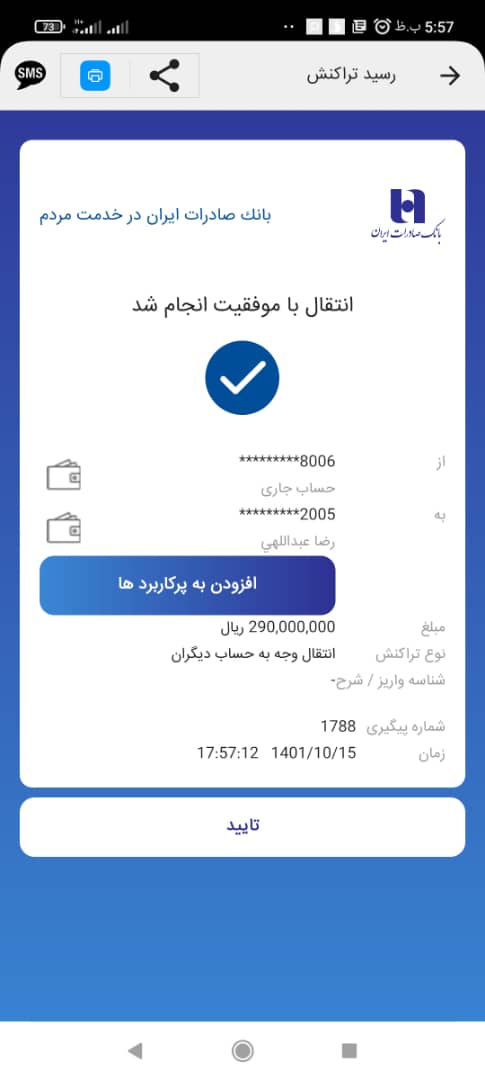 5:57 ب.ظ
73
H+
رسید تراکنش
SMS
بانک صادرات ایران
بانك صادرات ایران در خدمت مردم
انتقال با موفقیت انجام شد
از *********8006
حساب جاری
به *********2005
رضا عبداللهي
افزودن به پرکاربرد ها
مبلغ 290,000,000 ریال
نوع تراکنش انتقال وجه به حساب دیگران
شناسه واریز / شرح-
شماره پیگیری 1788
زمان 1401/10/15 17:57:12
تایید